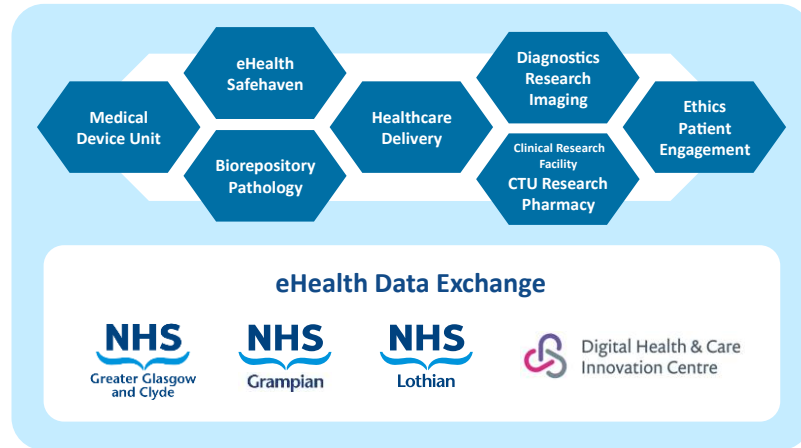 Medical
Device Unit
eHealth
Safehaven
Biorepository
Pathology
Healthcare
Delivery
Diagnostics
Research
Imaging
Clinical Research
Facility
CTU Research
Pharmacy
Ethics
Patient
Engagement
eHealth Data Exchange
NHS
Greater Glasgow
and Clyde
NHS
Grampian
NHS
Lothian
Digital Health & Care
Innovation Centre